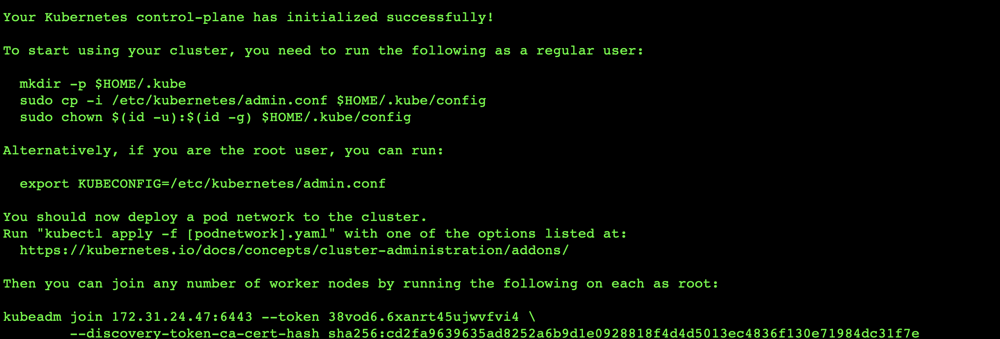 Your Kubernetes control-plane has initialized successfully!
To start using your cluster, you need to run the following as a regular user:
mkdir -p $HOME/.kube
sudo cp -i /etc/kubernetes/admin.conf $HOME/.kube/config
sudo chown $(id -u):$(id -g) $HOME/.kube/config
Alternatively, if you are the root user, you can run:
export KUBECONFIG=/etc/kubernetes/admin.conf
You should now deploy a pod network to the cluster.
Run "kubectl apply -f [podnetwork].yaml" with one of the options listed at:
https://kubernetes.io/docs/concepts/cluster-administration/addons/
Then you can join any number of worker nodes by running the following on each as root:
kubeadm join 172.31.24.47:6443 --token 38vod6.6xanrt45ujwvfvi4 \
--discovery-token-ca-cert-hash sha256:cd2fa9639635ad8252a6b9d1e0928818f4d4d5013ec4836f130e71984dc31f7e